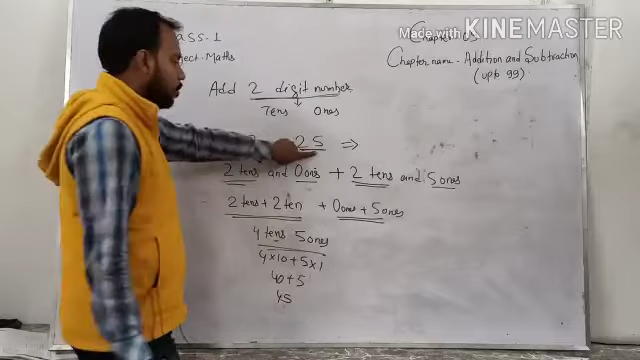 Made with KINEMASTER
ass.1
ject. Maths
Chapter
Chapter name - Addition and Subtraction
(upto 99)
Add 2 digit number
Tens Ones
25 ⇒
2 tens and 0 ones + 2 tens and 5 ones
2 tens + 2 ten + 0 ones + 5 ones
4 tens 5 ones
4×10 + 5×1
40 + 5
45